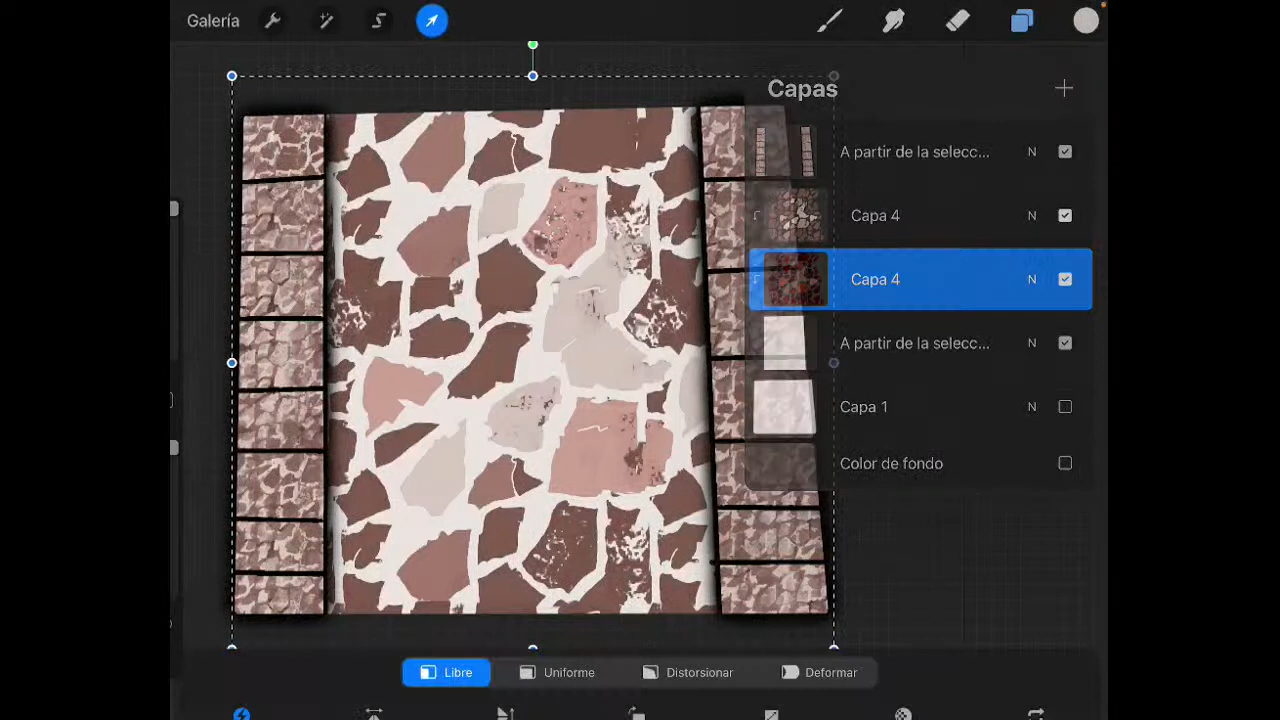 Galería
Capas
A partir de la selecc... N
Capa 4 N
Capa 4 N
A partir de la selecc... N
Capa 1 N
Color de fondo
Libre Uniforme Distorsionar Deformar